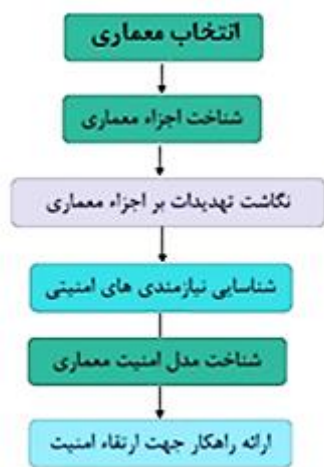 انتخاب معماری
شناخت اجزاء معماری
نگاشت تهدیدات بر اجزاء معماری
شناسایی نیازمندی های امنیتی
شناخت مدل امنیت معماری
ارائه راهکار جهت ارتقاء امنیت